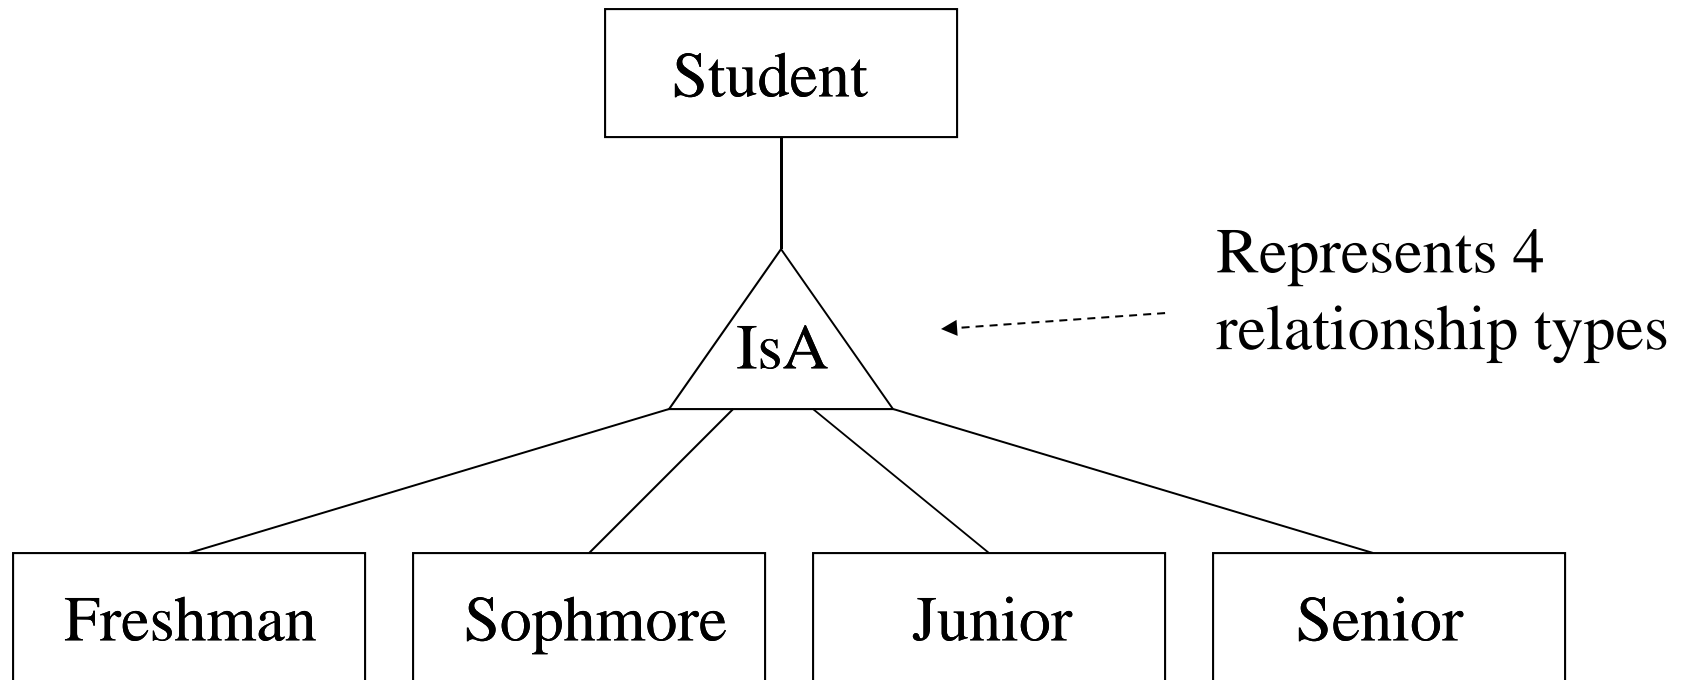 Student
Represents 4
relationship types
IsA
Freshman
Sophmore
Junior
Senior